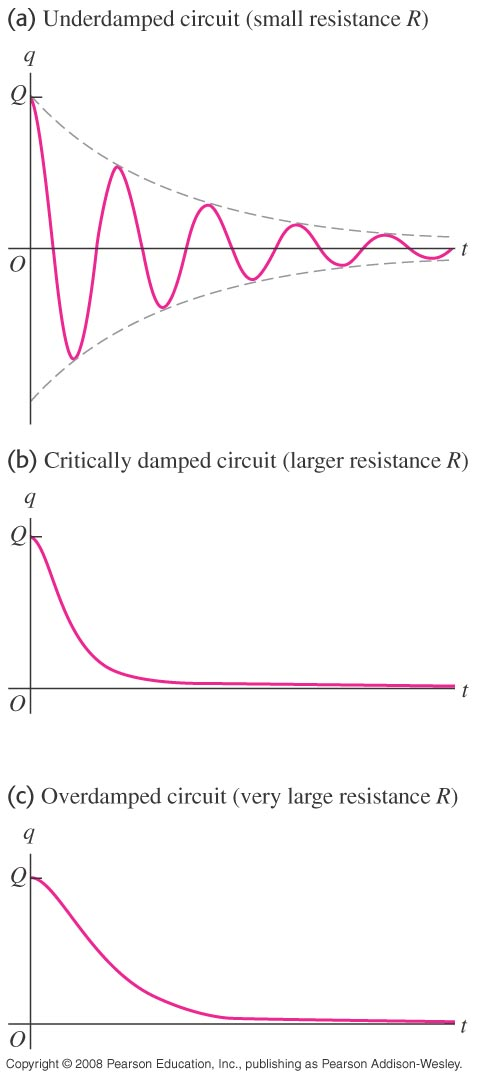 (a) Underdamped circuit (small resistance R)
q
Q
O
t
(b) Critically damped circuit (larger resistance R)
q
Q
O
t
(c) Overdamped circuit (very large resistance R)
q
Q
O
t
Copyright © 2008 Pearson Education, Inc., publishing as Pearson Addison-Wesley.